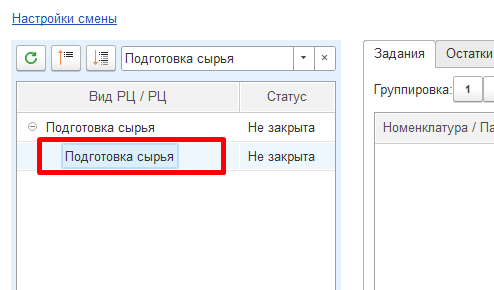 Настройки смены
Подготовка сырья
Вид РЦ / РЦ Статус
Подготовка сырья Не закрыта
Подготовка сырья Не закрыта
Задания Остатки
Группировка: 1
Номенклатура / Па